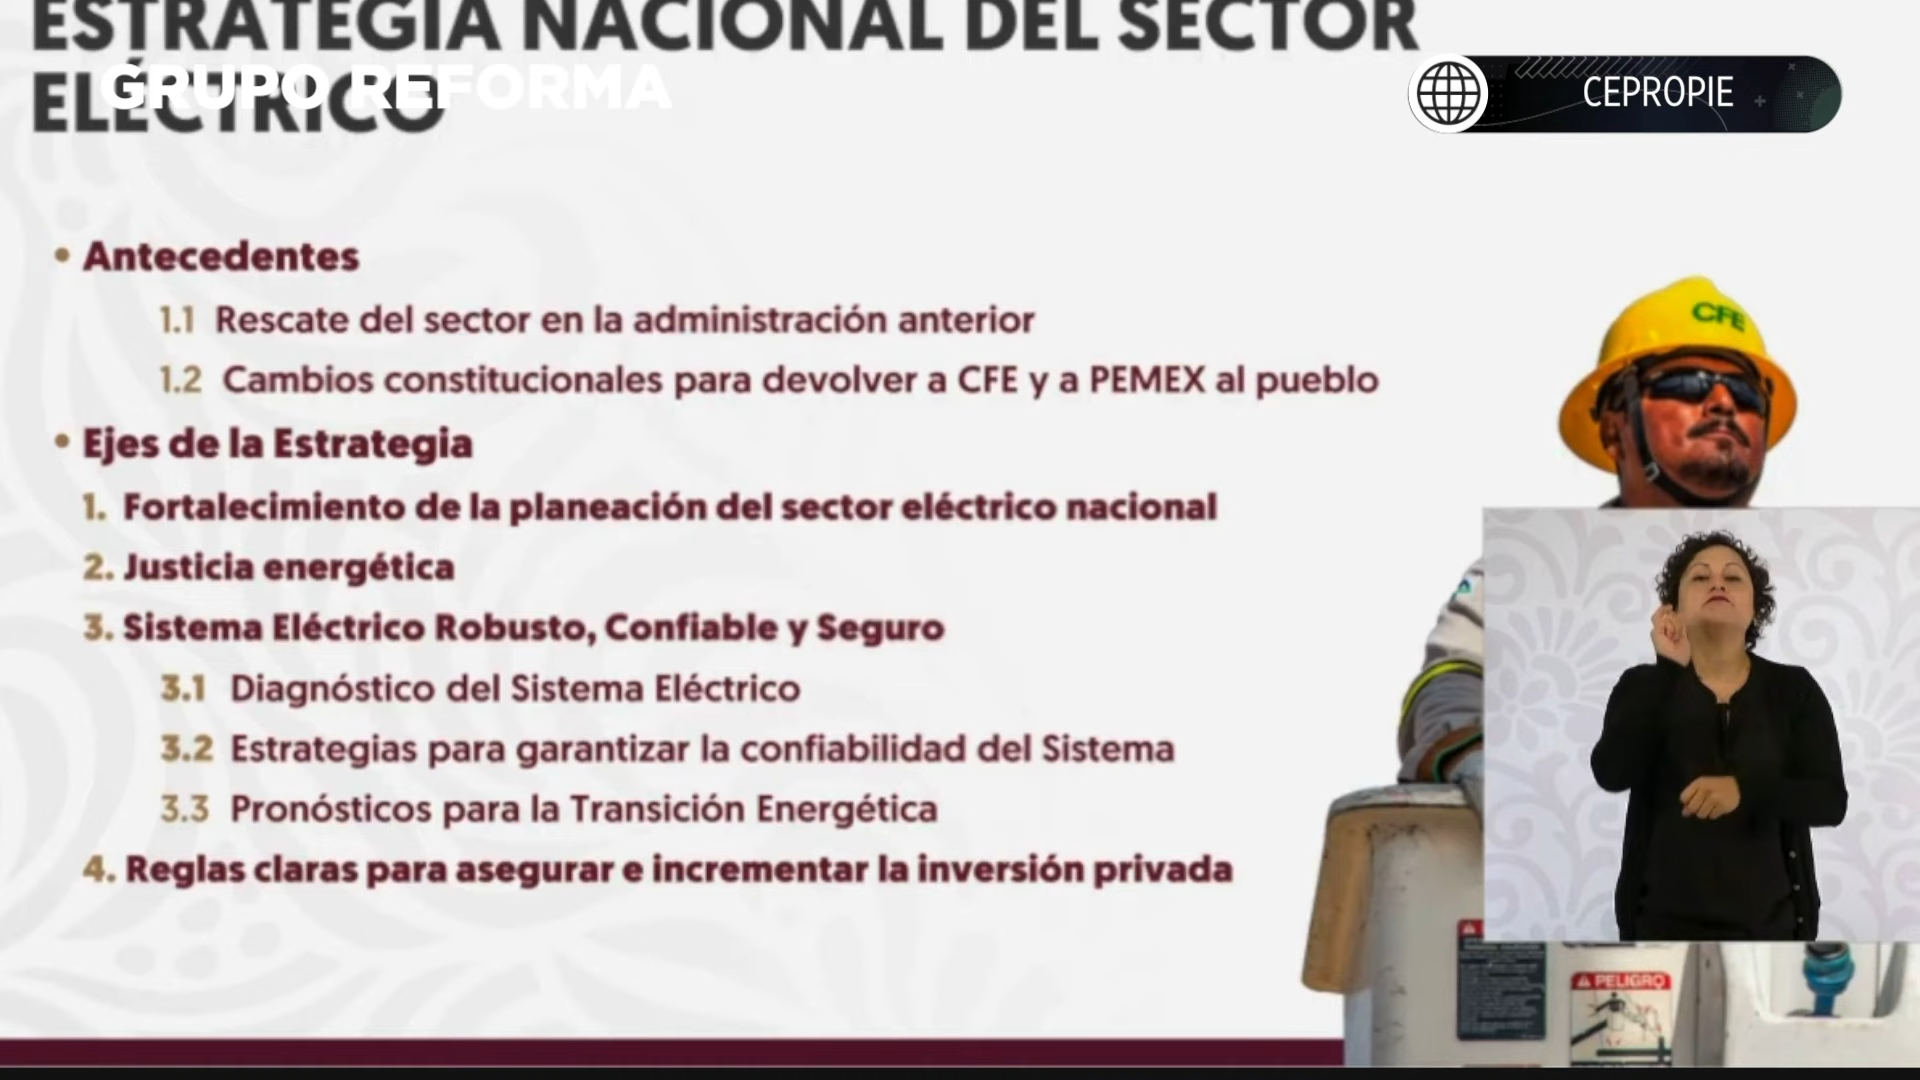 ESTRATEGIA NACIONAL DEL SECTOR
ELÉCTRICO
GRUPO REFORMA
CEPROPIE
• Antecedentes
1.1 Rescate del sector en la administración anterior
1.2 Cambios constitucionales para devolver a CFE y a PEMEX al pueblo
• Ejes de la Estrategia
1. Fortalecimiento de la planeación del sector eléctrico nacional
2. Justicia energética
3. Sistema Eléctrico Robusto, Confiable y Seguro
3.1 Diagnóstico del Sistema Eléctrico
3.2 Estrategias para garantizar la confiabilidad del Sistema
3.3 Pronósticos para la Transición Energética
4. Reglas claras para asegurar e incrementar la inversión privada
CFE
PELIGRO